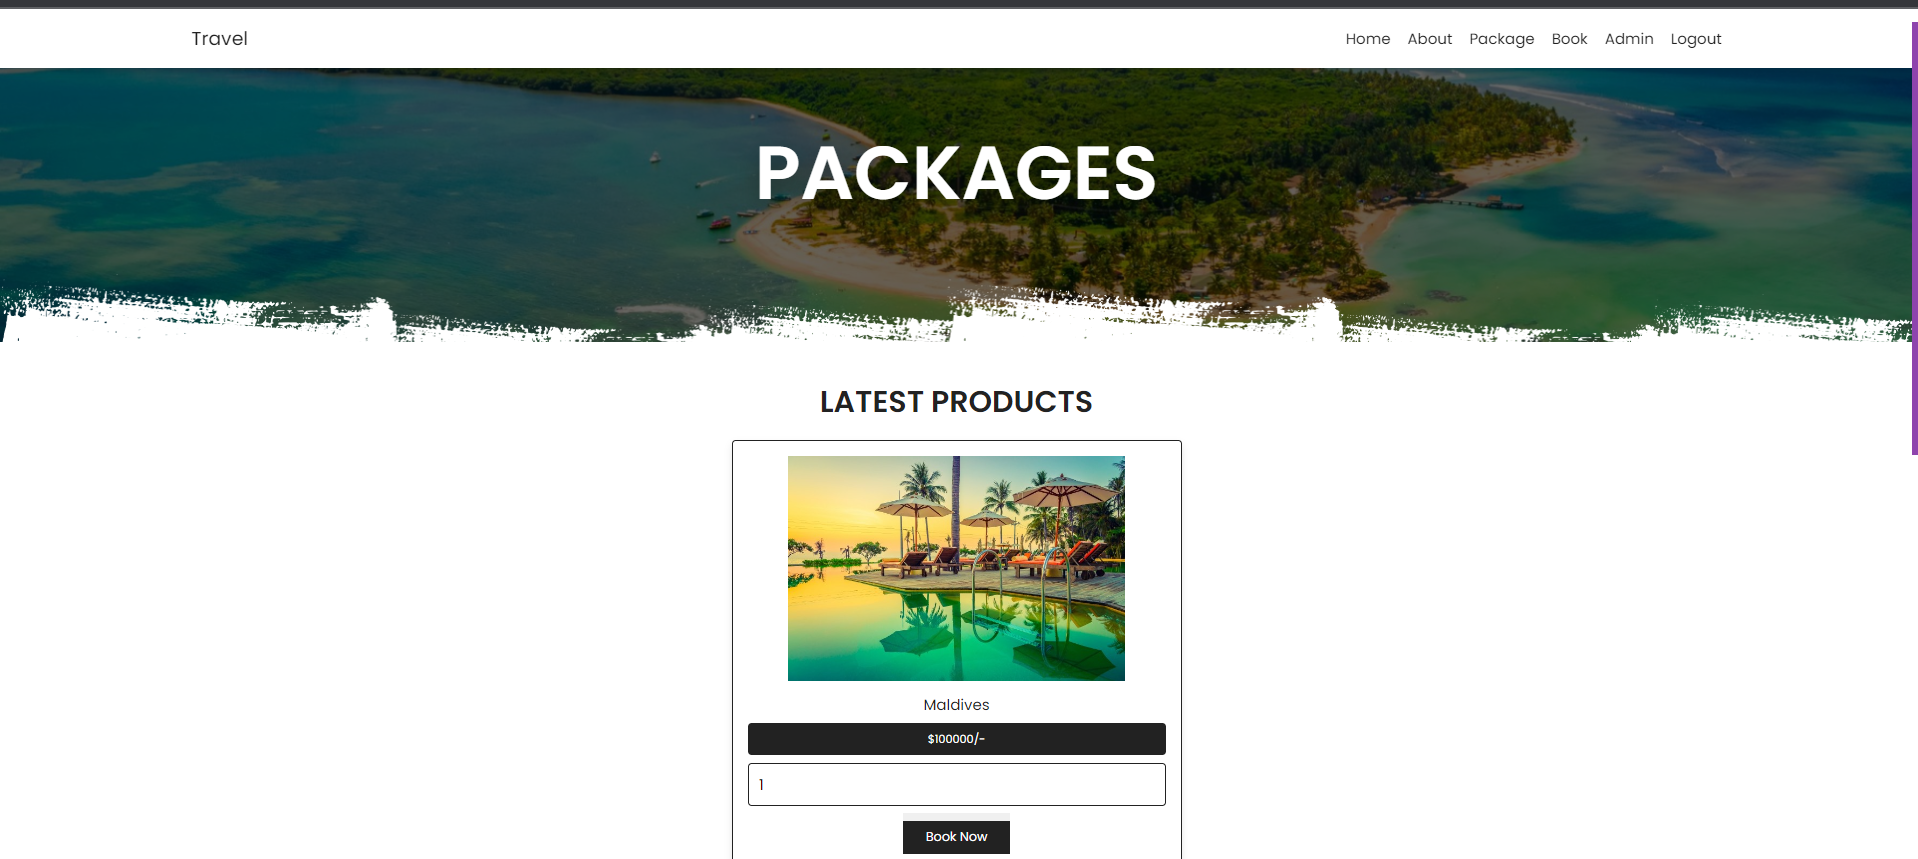 Travel
Home About Package Book Admin Logout
PACKAGES
LATEST PRODUCTS
Maldives
$100000/-
1
Book Now